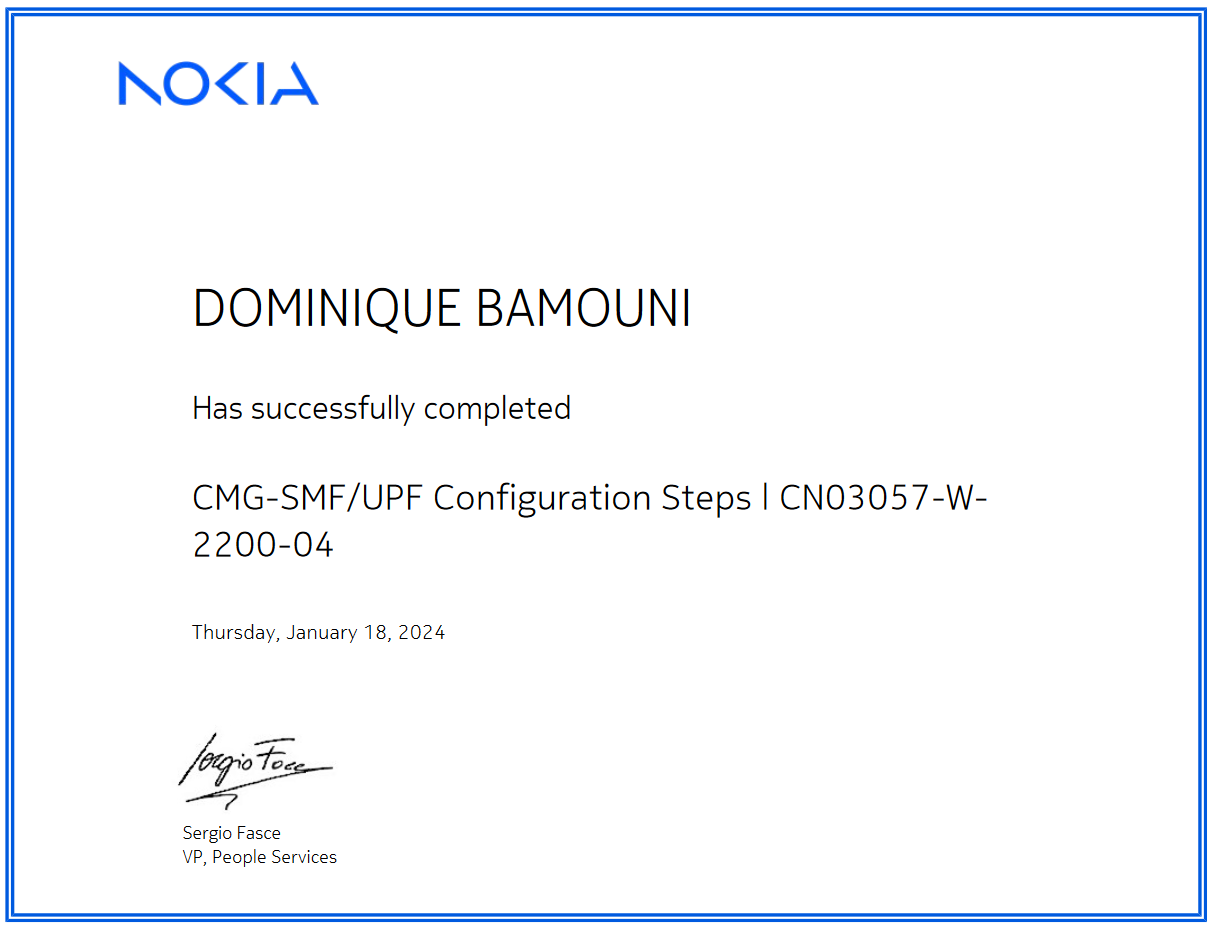 NOKIA
DOMINIQUE BAMOUNI
Has successfully completed
CMG-SMF/UPF Configuration Steps | CN03057-W-
2200-04
Thursday, January 18, 2024
Sergio Fasce
Sergio Fasce
VP, People Services